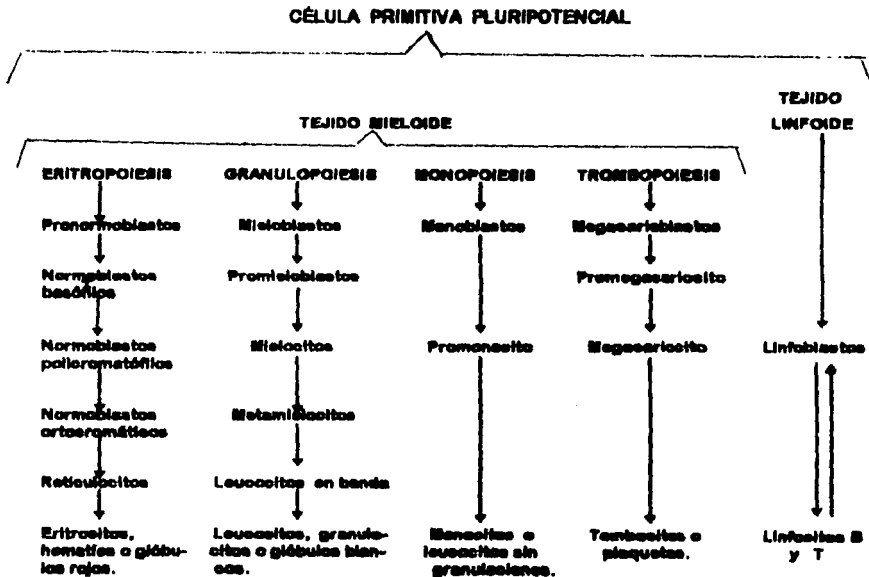 CÉLULA PRIMITIVA PLURIPOTENCIAL
TEJIDO
LINFOIDE
TEJIDO MIELOIDE
ERITROPOIESIS
GRANULOPOIESIS
MONOPOIESIS
TROMBOPOIESIS
Pronormoblastos
Mieloblastos
Monoblastos
Megacarioblastos
Normoblastos
basófilos
Promieloblastos
Promegacariocito
Normoblastos
policromatófilos
Mielocitos
Promonocito
Megacariocito
Linfoblastos
Normoblastos
ortocromáticos
Metamielocitos
Reticulocitos
Leucocitos en banda
Eritrocitos,
hematíes o glóbu-
los rojos.
Leucocitos, granulo-
citos o glóbulos blan-
cos.
Monocitos o
leucocitos sin
granulaciones.
Tombocitos o
plaquetas.
Linfocitos B
y T